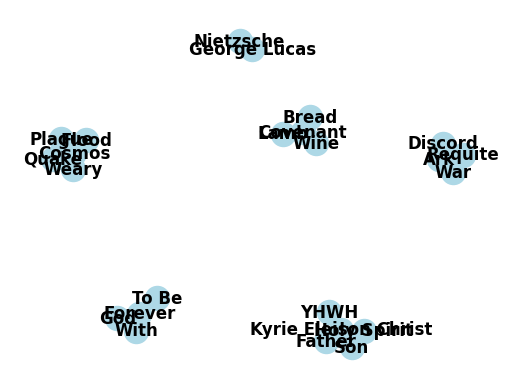 Nietzsche
George Lucas
Bread
Covenant
Lamb
Wine
Plague
Flood
Cosmos
Quake
Weary
Discord
Requite
Ark
War
To Be
Forever
God
With
YHWH
Kyrie Eleison Christ
Holy Spirit
Father
Son